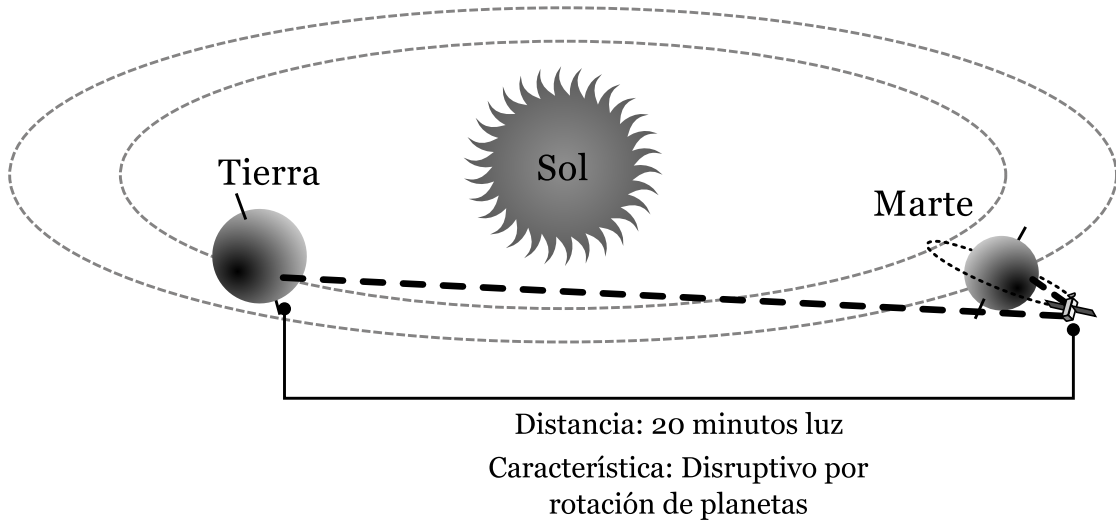 Sol
Tierra
Marte
Distancia: 20 minutos luz
Característica: Disruptivo por
rotación de planetas